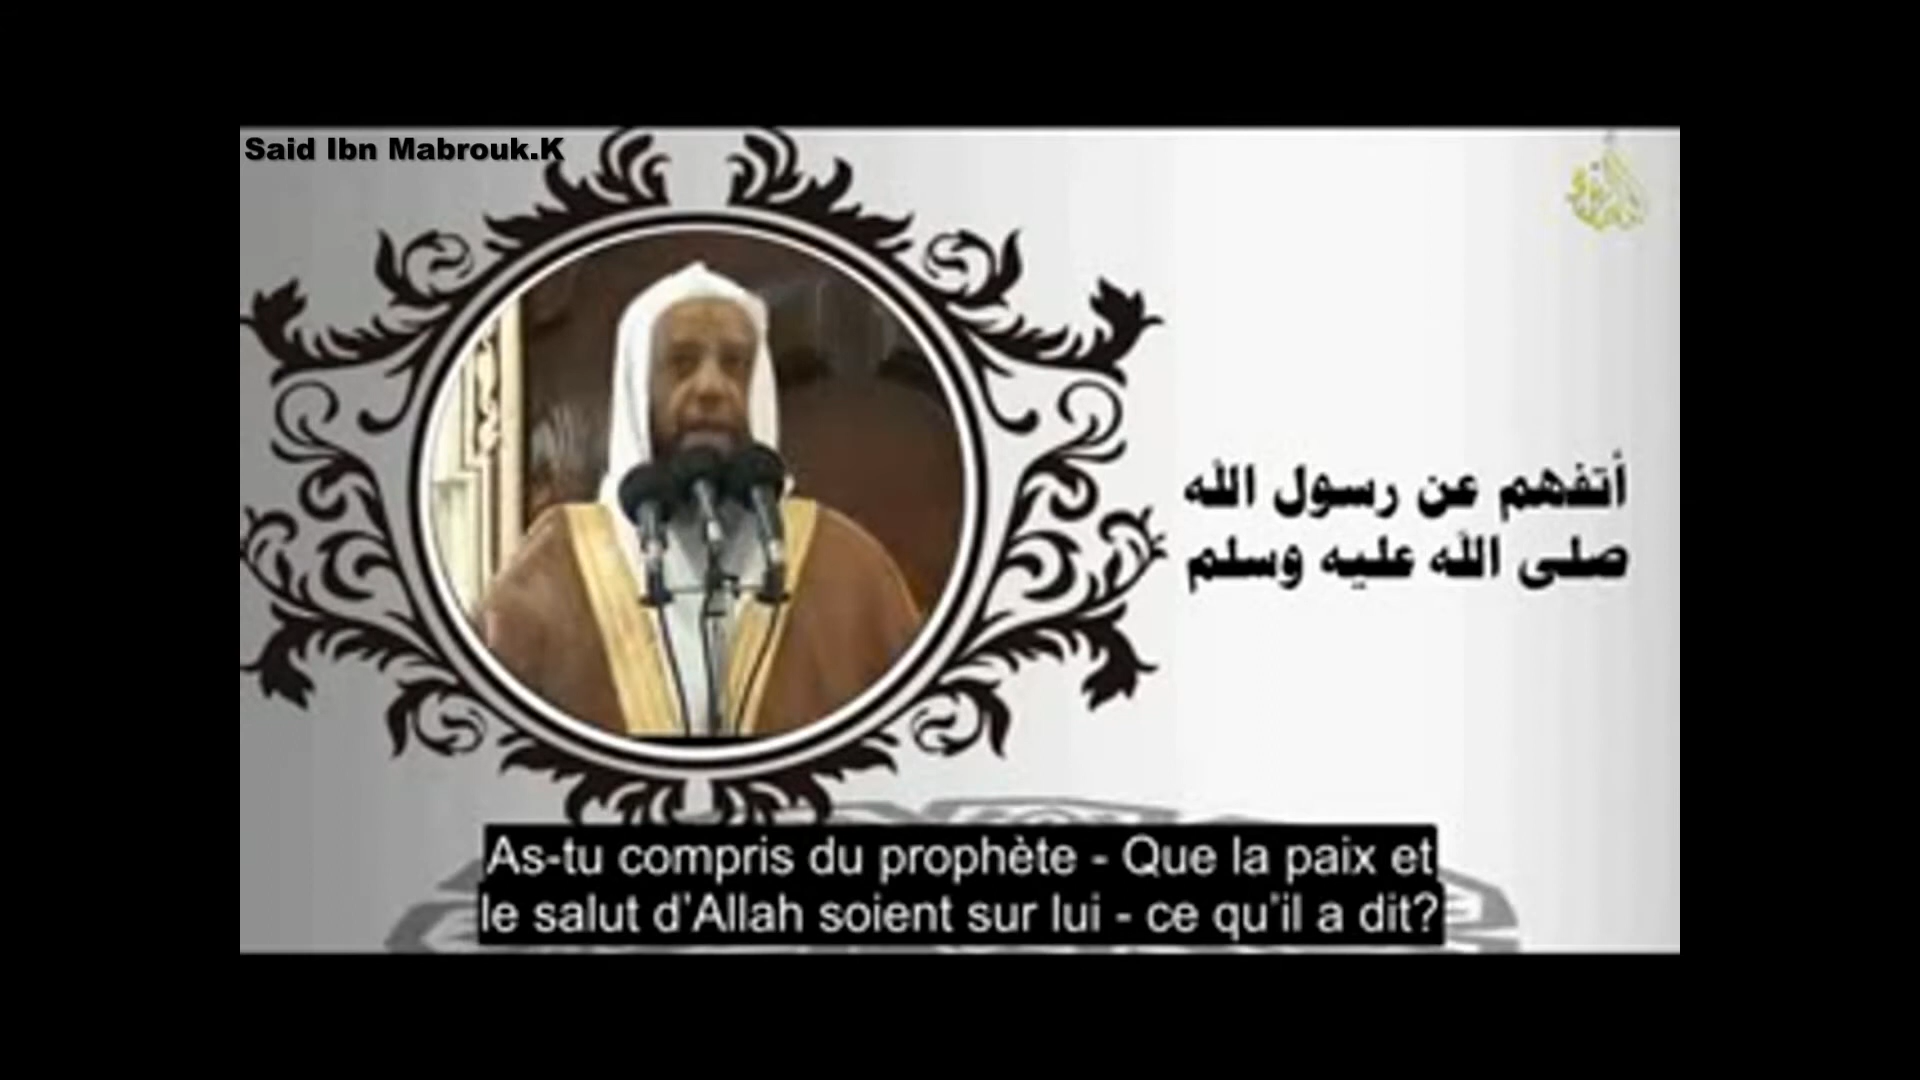 Said Ibn Mabrouk.K
أتفهم عن رسول الله
صلى الله عليه وسلم
As-tu compris du prophète - Que la paix et
le salut d'Allah soient sur lui - ce qu'il a dit?